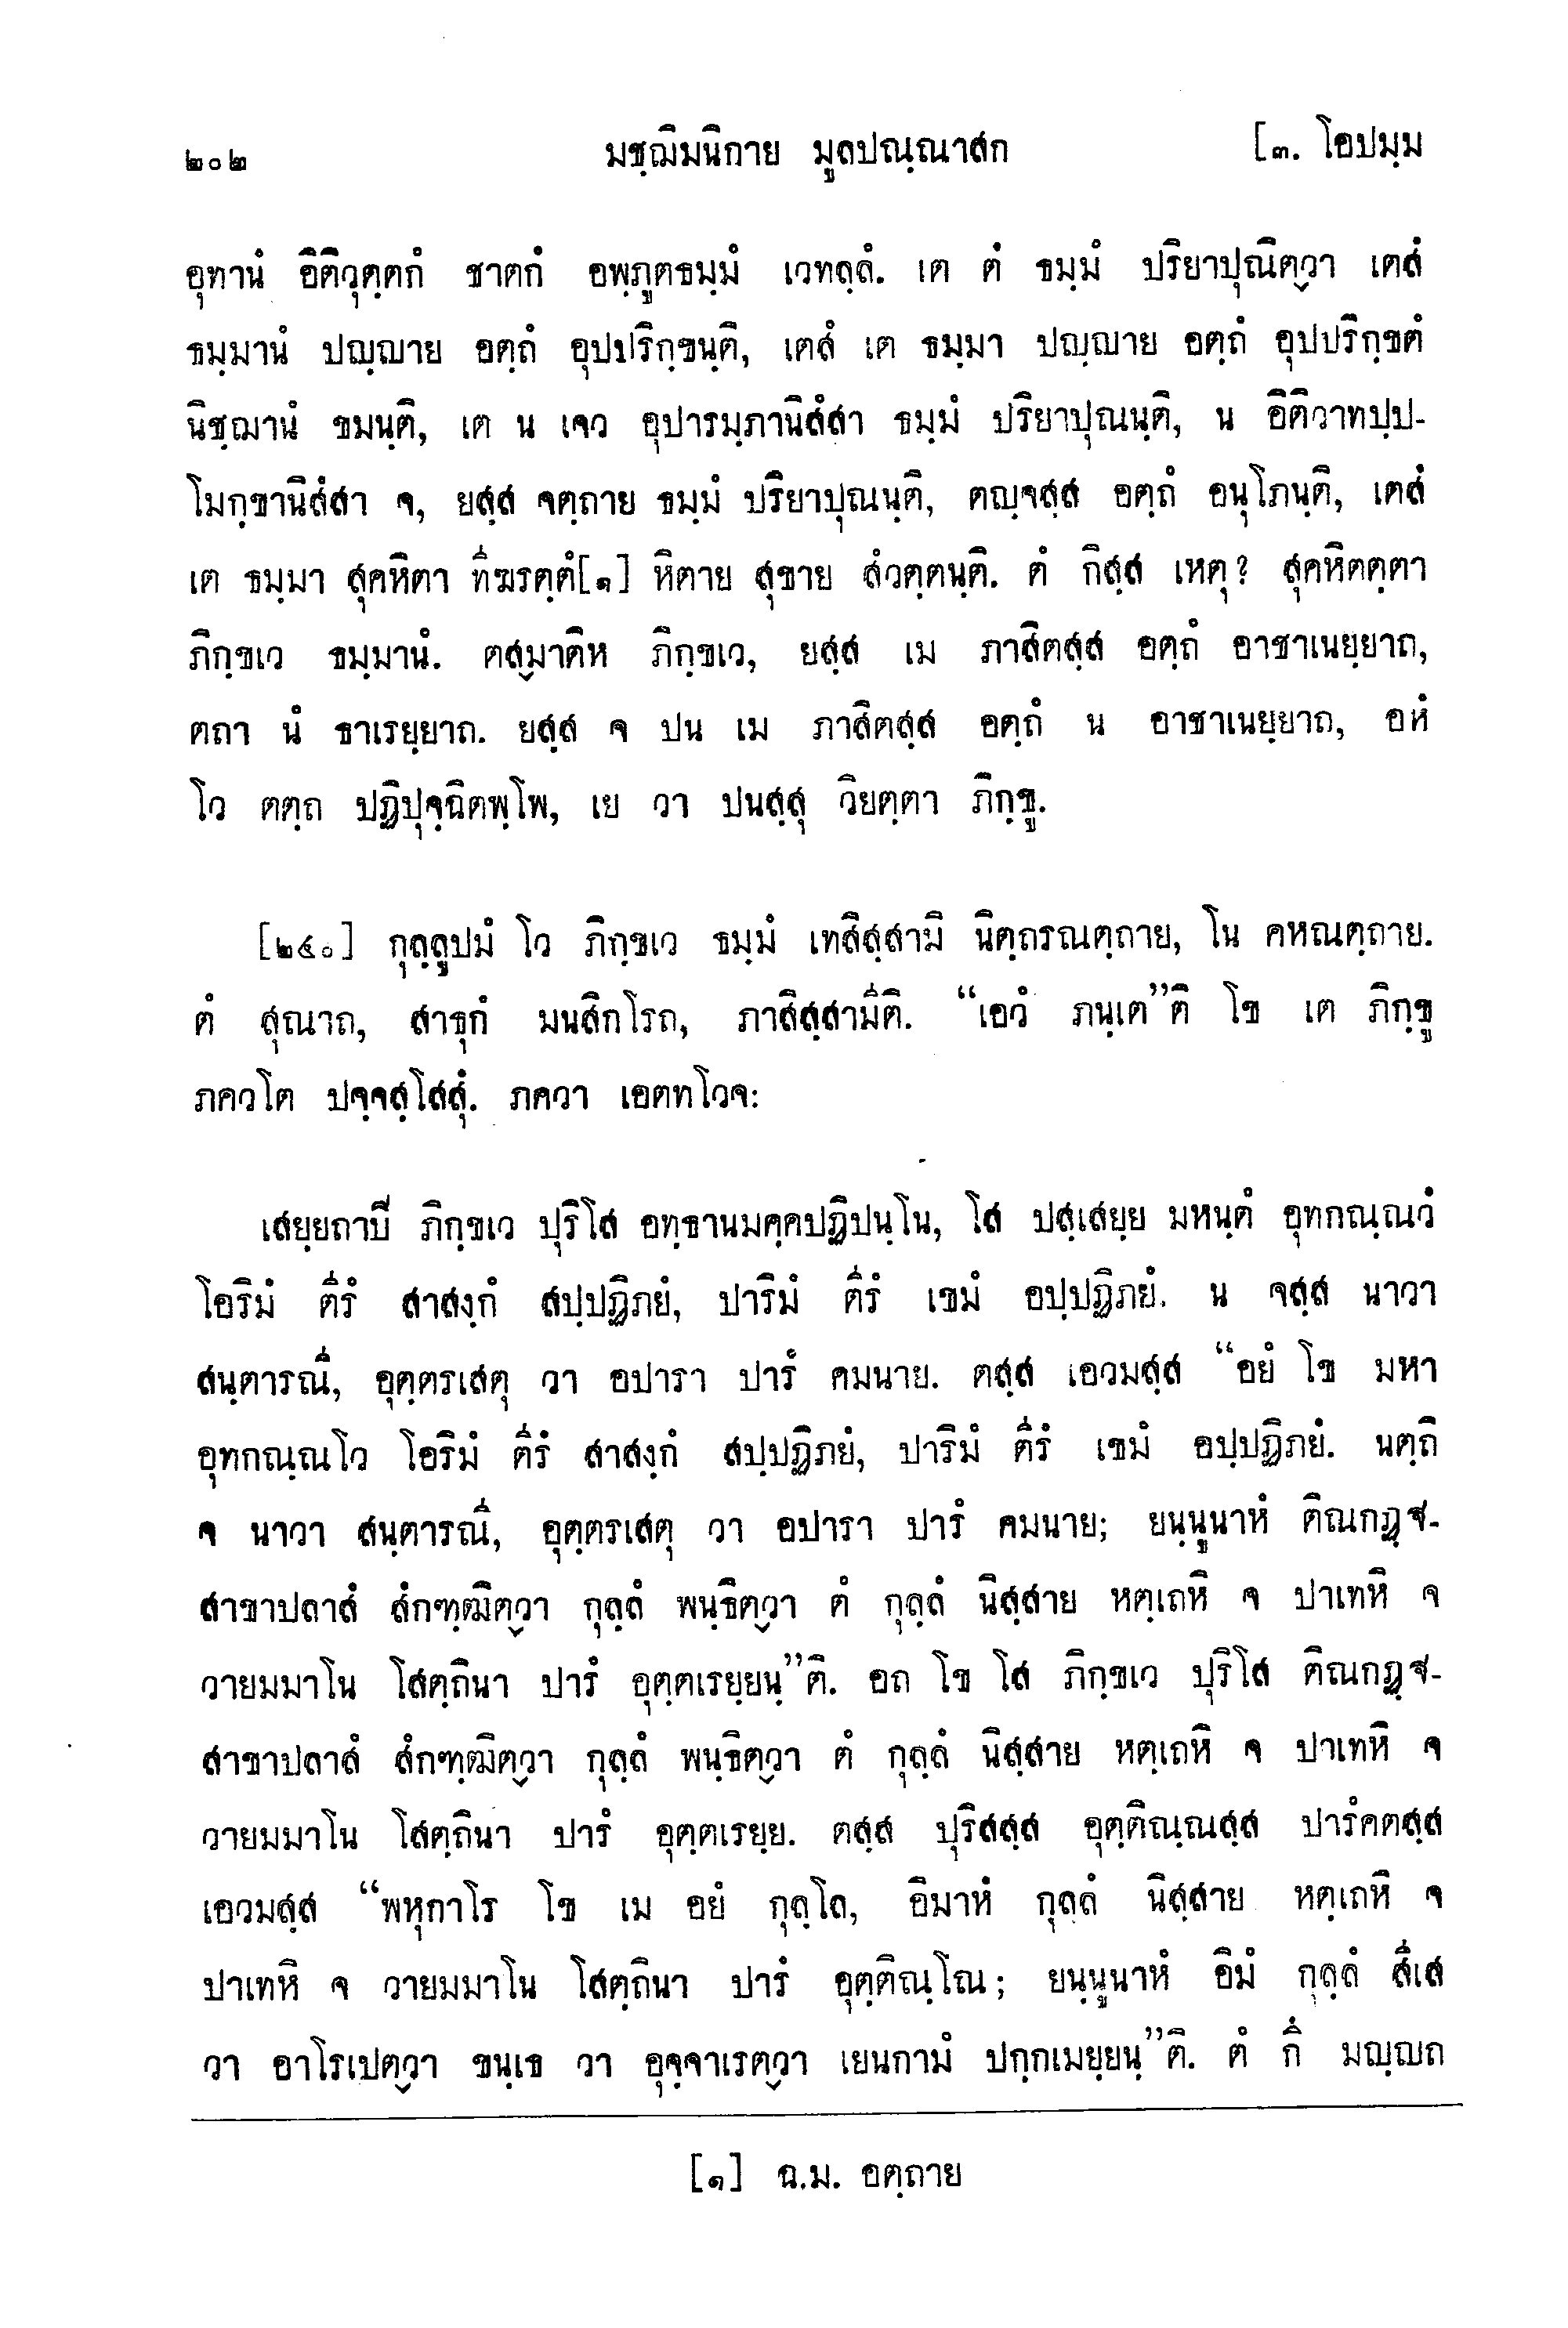 ๒๐๒ มชฺฌิมนิกาย มูลปณฺณาสก [๓. โอปมฺม
อุทานํ อิติวุตฺตกํ ชาตกํ อพฺภูตธมฺมํ เวทลฺลํ. เต ตํ ธมฺมํ ปริยาปุณิตฺวา เตสํ
ธมฺมานํ ปญฺญาย อตฺถํ อุปปริกฺขนฺติ, เตสํ เต ธมฺมา ปญฺญาย อตฺถํ อุปปริกฺขตํ
นิชฺฌานํ ขมนฺติ, เต น เจว อุปารมฺภานิสํสา ธมฺมํ ปริยาปุณนฺติ, น อิติวาทปฺป-
โมกฺขานิสํสา จ, ยสฺส จตฺถาย ธมฺมํ ปริยาปุณนฺติ, ตญฺจสฺส อตฺถํ อนุโภนฺติ, เตสํ
เต ธมฺมา สุคหิตา ทีฆรตฺตํ[๑] หิตาย สุขาย สํวตฺตนฺติ. ตํ กิสฺส เหตุ? สุคหิตตฺตา
ภิกฺขเว ธมฺมานํ. ตสฺมาติห ภิกฺขเว, ยสฺส เม ภาสิตสฺส อตฺถํ อาชาเนยฺยาถ,
ตถา นํ ธาเรยฺยาถ. ยสฺส จ ปน เม ภาสิตสฺส อตฺถํ น อาชาเนยฺยาถ, อหํ
โว ตตฺถ ปฏิปุจฺฉิตพฺโพ, เย วา ปนสฺสุ วิยตฺตา ภิกฺขู.
[๒๔๐] กุลฺลูปมํ โว ภิกฺขเว ธมฺมํ เทสิสฺสามิ นิตฺถรณตฺถาย, โน คหณตฺถาย.
ตํ สุณาถ, สาธุกํ มนสิกโรถ, ภาสิสฺสามีติ. “เอวํ ภนฺเต”ติ โข เต ภิกฺขู
ภควโต ปจฺจสฺโสสุํ. ภควา เอตทโวจ:
เสยฺยถาปิ ภิกฺขเว ปุริโส อทฺธานมคฺคปฏิปนฺโน, โส ปสฺเสยฺย มหนฺตํ อุทกณฺณวํ
โอริมํ ตีรํ สาสงฺกํ สปฺปฏิภยํ, ปาริมํ ตีรํ เขมํ อปฺปฏิภยํ. น จสฺส นาวา
สนฺตารณี, อุตฺตรเสตุ วา อปารา ปารํ คมนาย. ตสฺส เอวมสฺส “อยํ โข มหา
อุทกณฺณโว โอริมํ ตีรํ สาสงฺกํ สปฺปฏิภยํ, ปาริมํ ตีรํ เขมํ อปฺปฏิภยํ. นตฺถิ
จ นาวา สนฺตารณี, อุตฺตรเสตุ วา อปารา ปารํ คมนาย; ยนฺนูนาหํ ติณกฏฺฐ-
สาขาปลาสํ สํกฑฺฒิตฺวา กุลฺลํ พนฺธิตฺวา ตํ กุลฺลํ นิสฺสาย หตฺเถหิ จ ปาเทหิ จ
วายมมาโน โสตฺถินา ปารํ อุตฺตเรยฺยนฺ”ติ. อถ โข โส ภิกฺขเว ปุริโส ติณกฏฺฐ-
สาขาปลาสํ สํกฑฺฒิตฺวา กุลฺลํ พนฺธิตฺวา ตํ กุลฺลํ นิสฺสาย หตฺเถหิ จ ปาเทหิ จ
วายมมาโน โสตฺถินา ปารํ อุตฺตเรยฺย. ตสฺส ปุริสสฺส อุตฺติณฺณสฺส ปารํคตสฺส
เอวมสฺส “พหุกาโร โข เม อยํ กุลฺโล, อิมาหํ กุลฺลํ นิสฺสาย หตฺเถหิ จ
ปาเทหิ จ วายมมาโน โสตฺถินา ปารํ อุตฺติณฺโณ; ยนฺนูนาหํ อิมํ กุลฺลํ สีเส
วา อาโรเปตฺวา ขนฺเธ วา อุจฺจาเรตฺวา เยนกามํ ปกฺกเมยฺยนฺ”ติ. ตํ กึ มญฺญถ
[๑] ฉ.ม. อตฺถาย